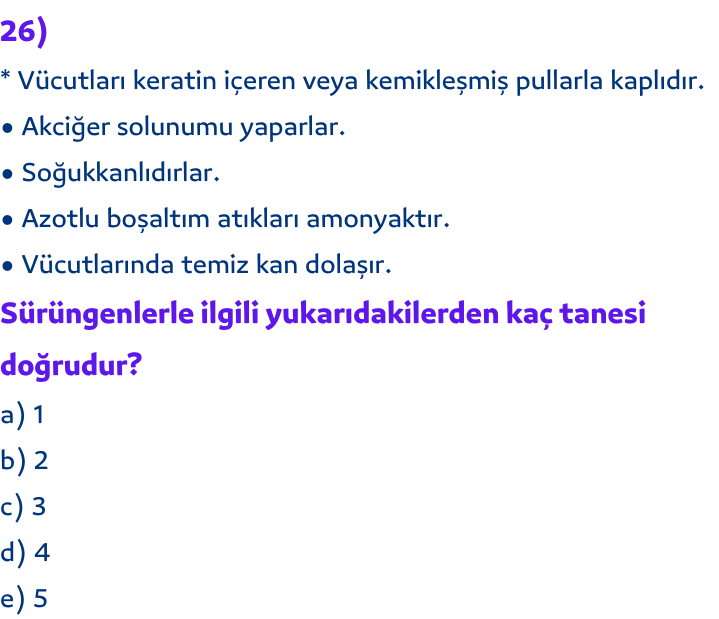 26)
* Vücutları keratin içeren veya kemikleşmiş pullarla kaplıdır.
• Akciğer solunumu yaparlar.
• Soğukkanlıdırlar.
• Azotlu boşaltım atıkları amonyaktır.
• Vücutlarında temiz kan dolaşır.
Sürüngenlerle ilgili yukarıdakilerden kaç tanesi
doğrudur?
a) 1
b) 2
c) 3
d) 4
e) 5